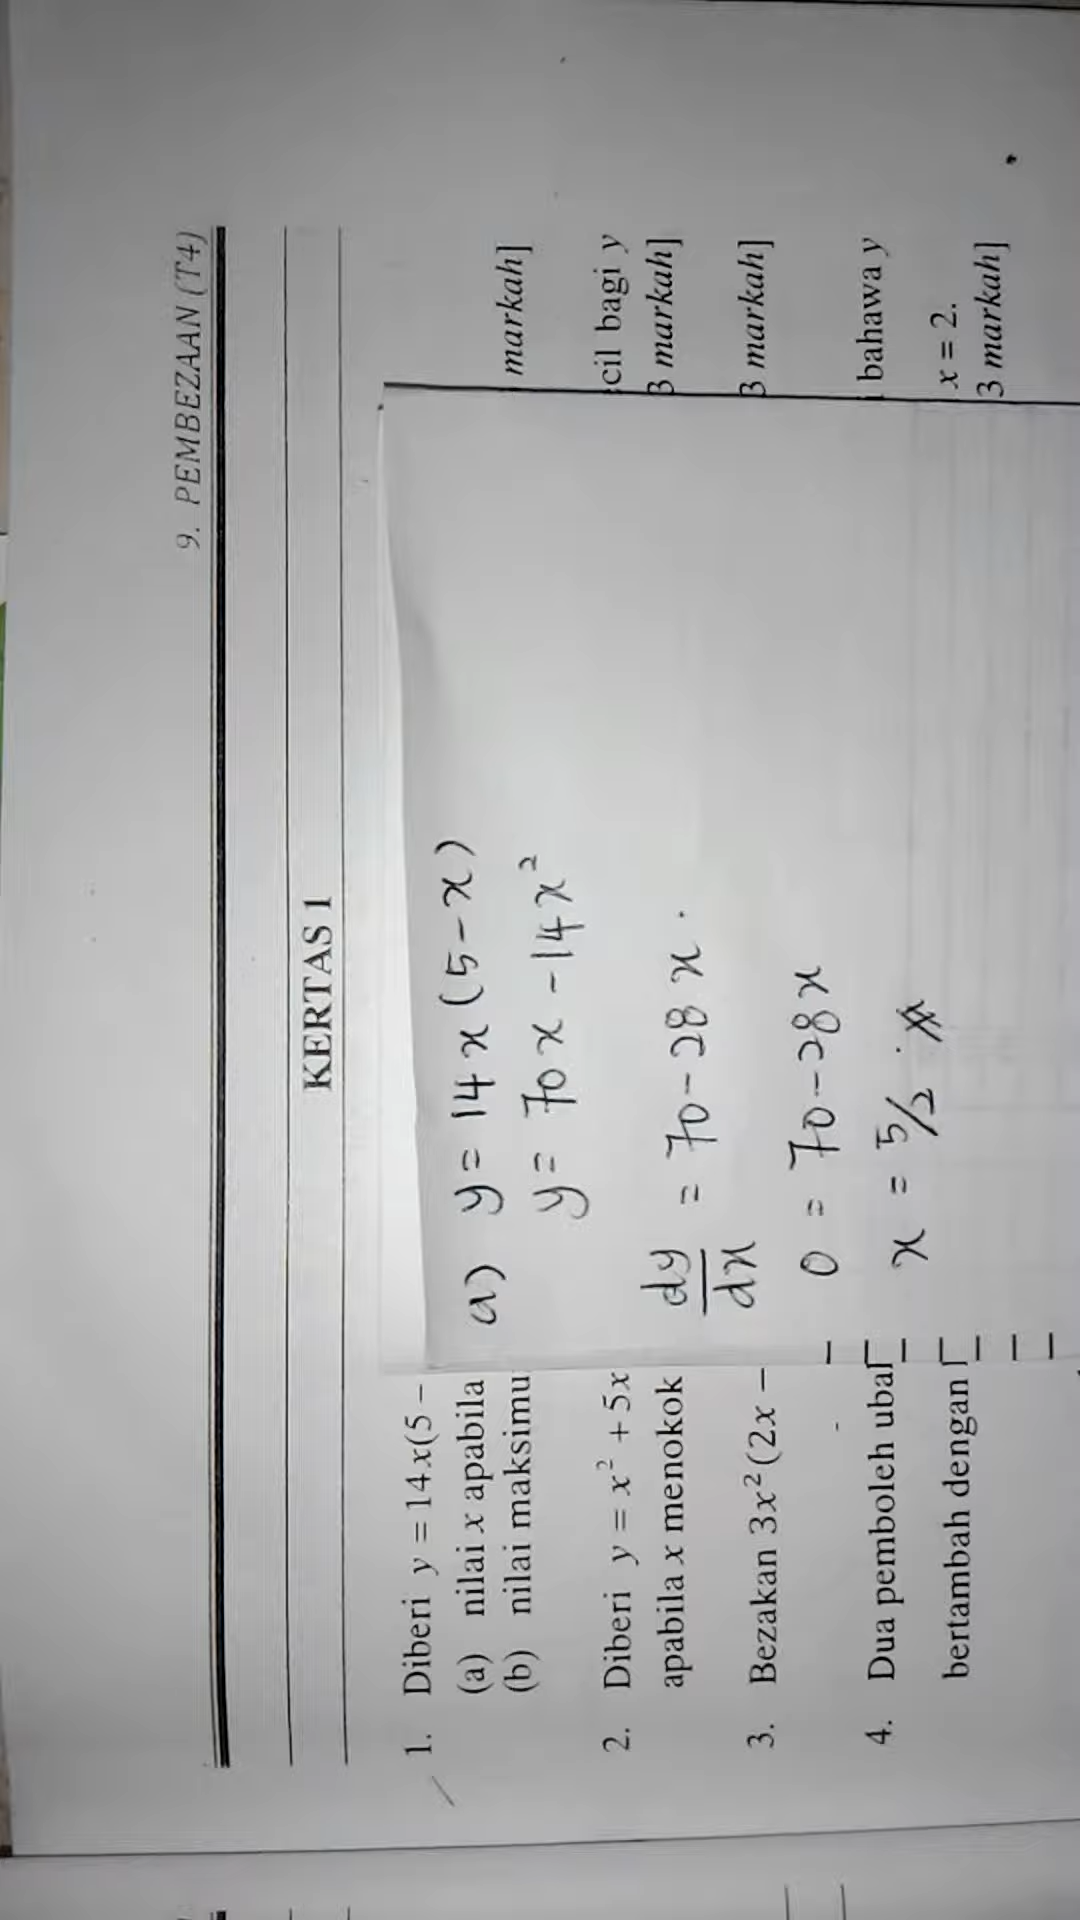 9. PEMBEZAAN (T4)
KERTAS 1
1. Diberi y = 14x(5 –
(a) nilai x apabila
(b) nilai maksimu
markah]
a) y = 14x (5 - x)
y = 70x - 14x²
dy/dx = 70 - 28x.
0 = 70 - 28x
x = 5/2
2. Diberi y = x² + 5x
cil bagi y
apabila x menokok
3 markah]
3. Bezakan 3x²(2x –
3 markah]
4. Dua pemboleh ubah
bahawa y
bertambah dengan
x = 2.
3 markah]